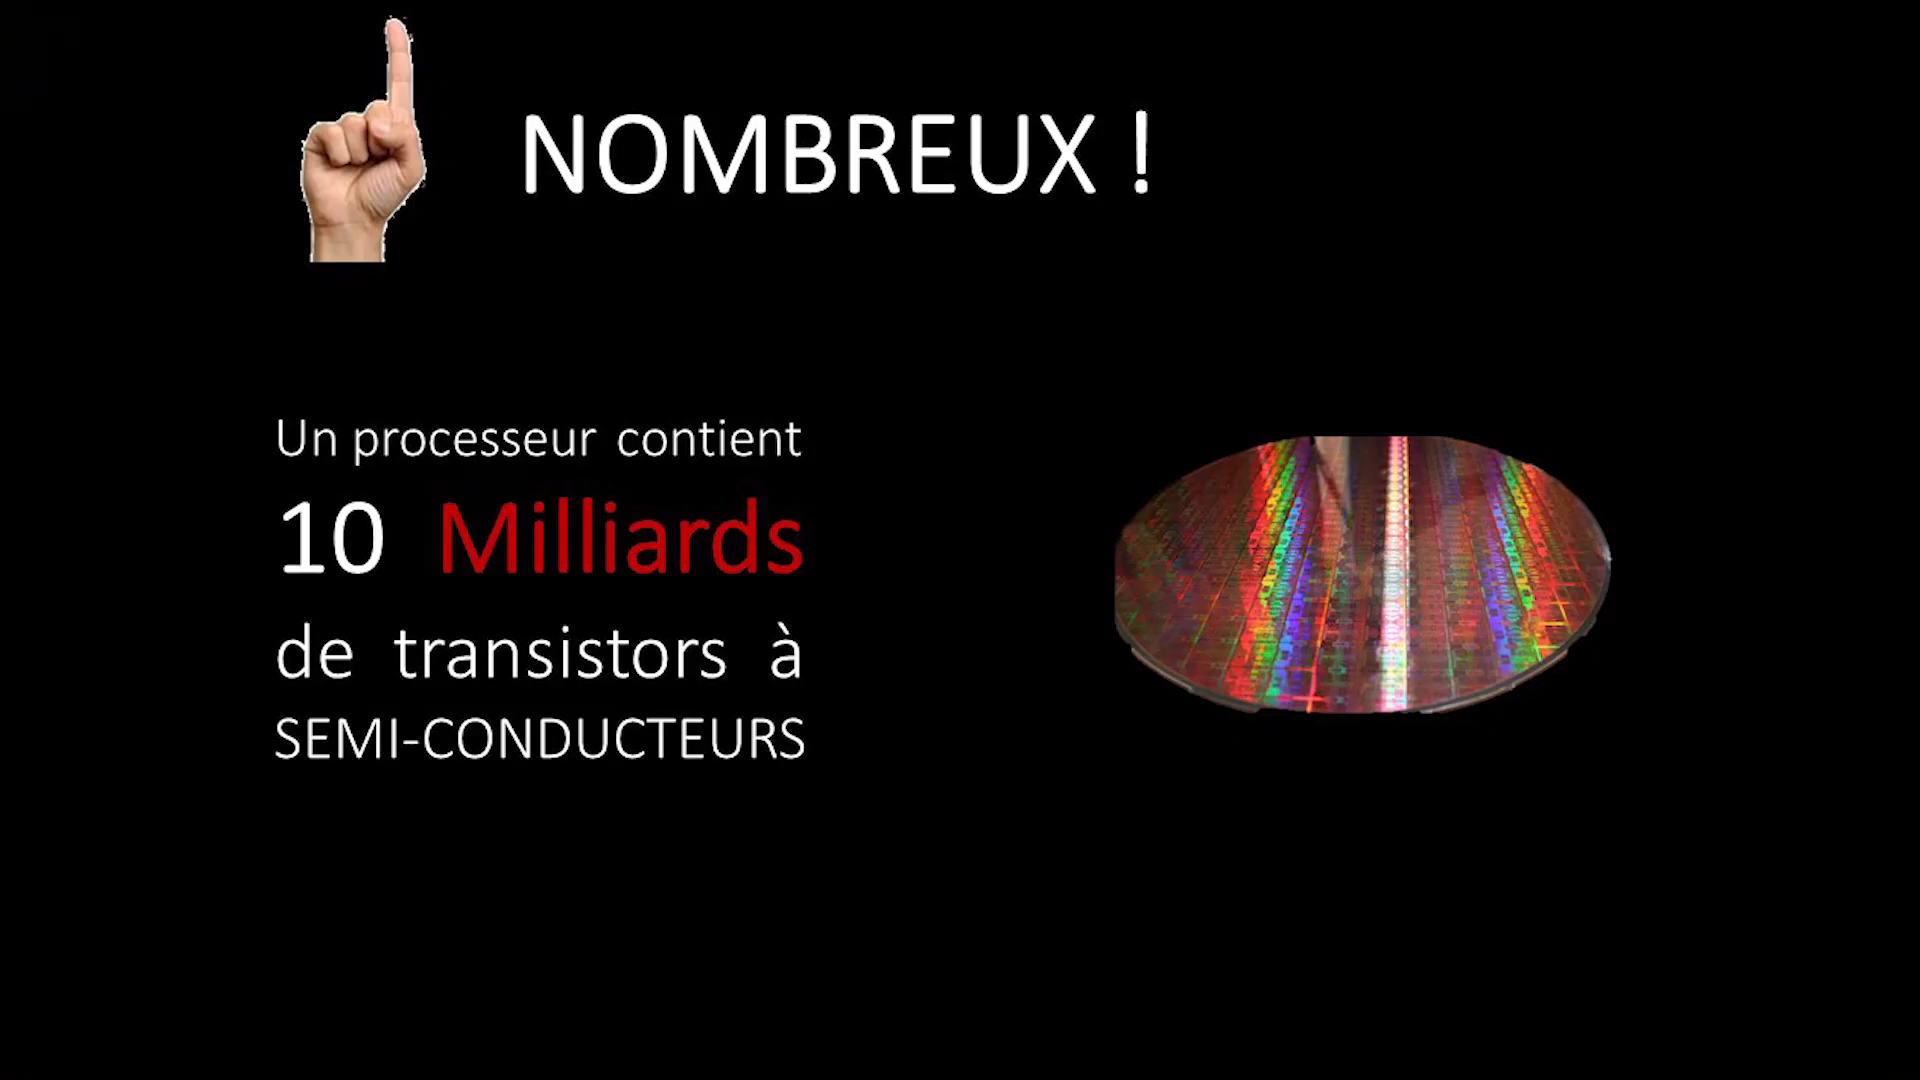 NOMBREUX !
Un processeur contient
10 Milliards
de transistors à
SEMI-CONDUCTEURS